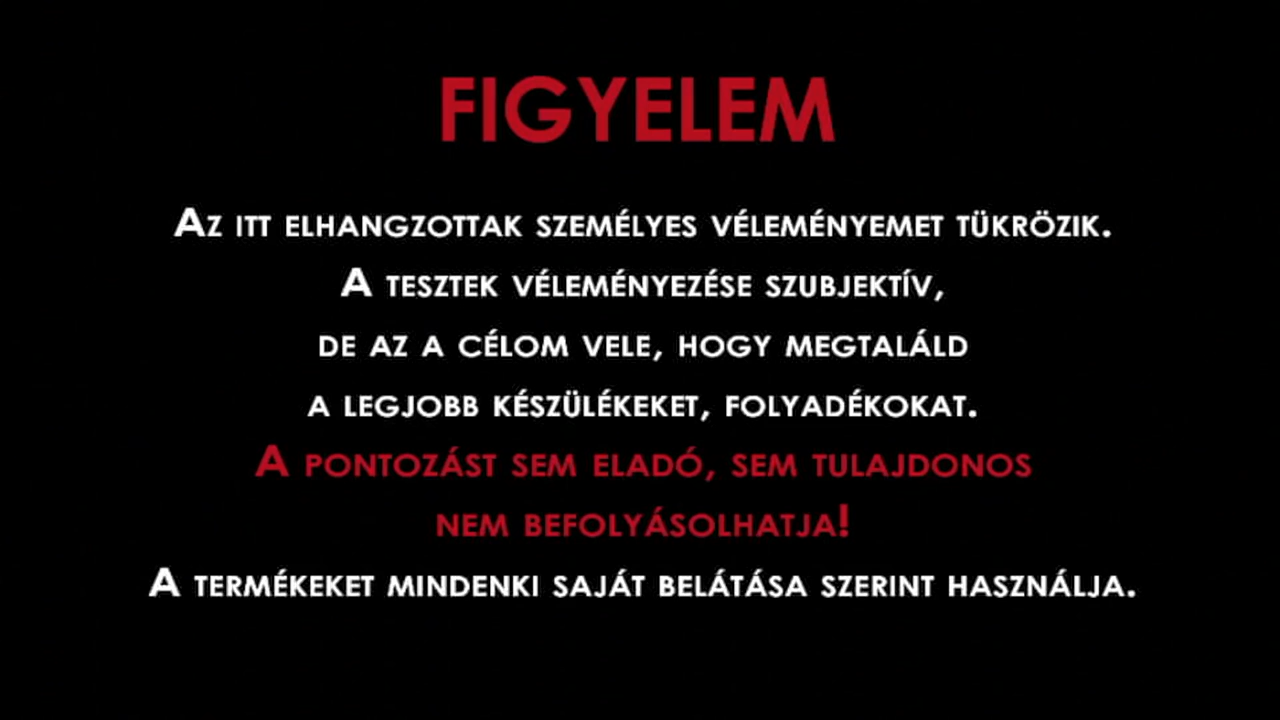 FIGYELEM
Az itt elhangzottak személyes véleményemet tükrözik.
A tesztek véleményezése szubjektív,
de az a célom vele, hogy megtaláld
a legjobb készülékeket, folyadékokat.
A pontozást sem eladó, sem tulajdonos
nem befolyásolhatja!
A termékeket mindenki saját belátása szerint használja.